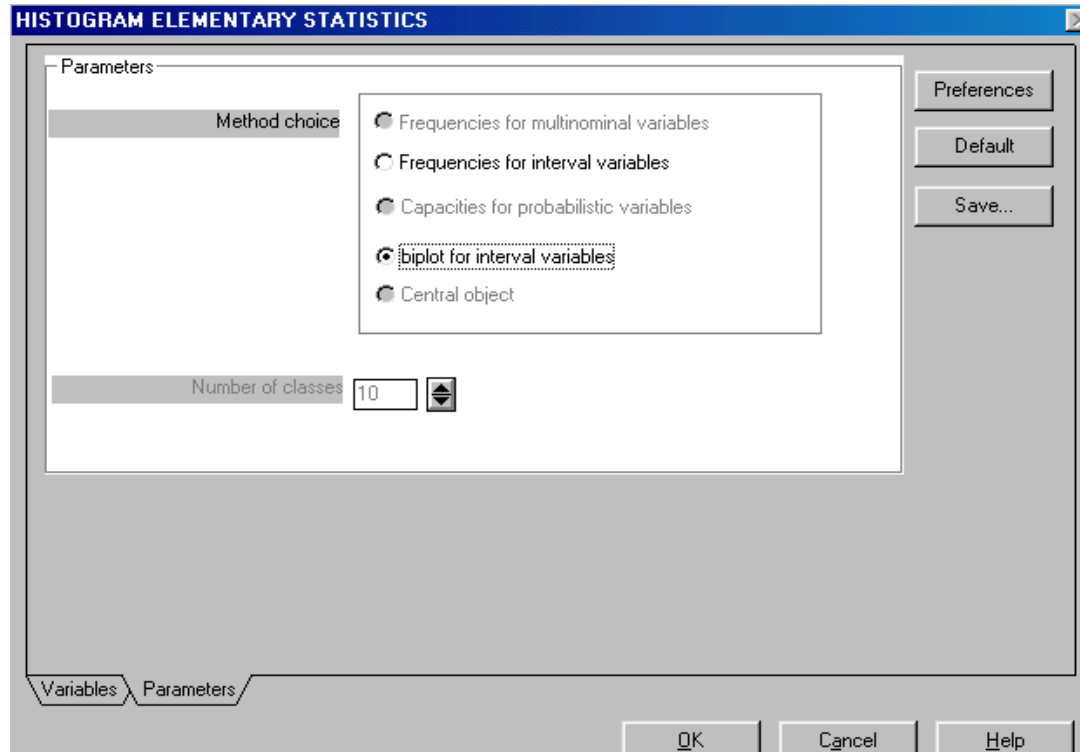 HISTOGRAM ELEMENTARY STATISTICS
Parameters
Preferences
Method choice
Frequencies for multinominal variables
Default
Frequencies for interval variables
Save...
Capacities for probabilistic variables
biplot for interval variables
Central object
Number of classes 10
Variables Parameters
OK Cancel Help